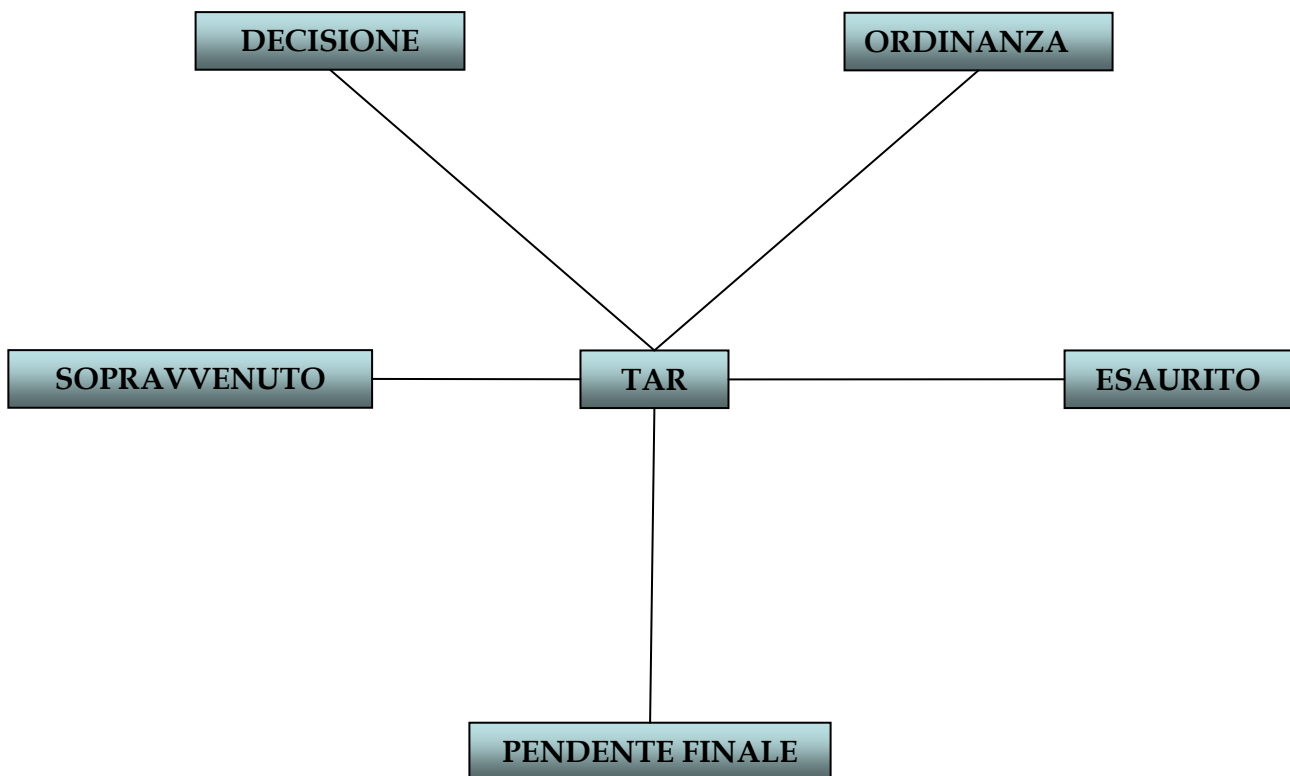 DECISIONE
ORDINANZA
SOPRAVVENUTO
TAR
ESAURITO
PENDENTE FINALE